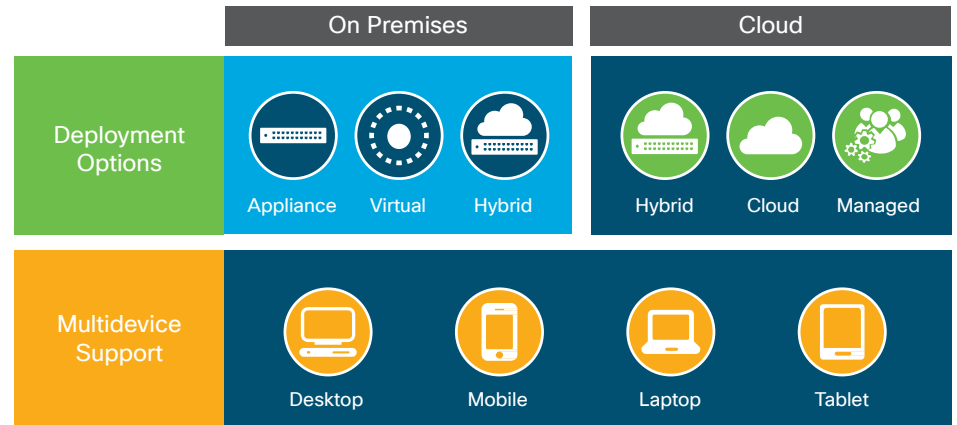 On Premises
Cloud
Deployment
Options
Appliance
Virtual
Hybrid
Hybrid
Cloud
Managed
Multidevice
Support
Desktop
Mobile
Laptop
Tablet